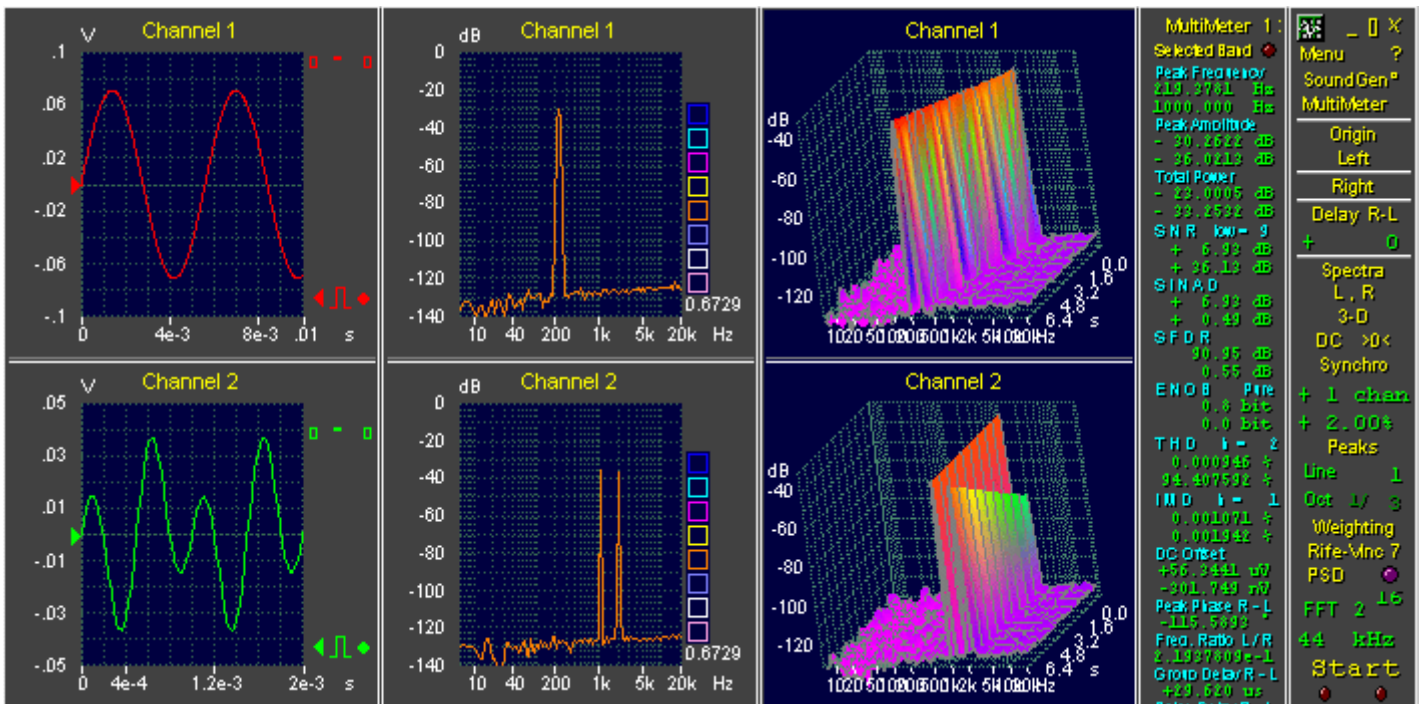 V Channel 1
.1
.06
.02
-.02
-.06
-.1
0 4e-3 8e-3 .01 s
dB Channel 1
0
-20
-40
-60
-80
-100
-120
-140
10 40 200 1k 5k 20k Hz
0.6729
Channel 1
dB
-40
-60
-80
-100
-120
0.0
1.6
3.2
4.8
6.4 s
V Channel 2
.05
.03
.01
-.01
-.03
-.05
0 4e-4 1.2e-3 2e-3 s
dB Channel 2
0
-20
-40
-60
-80
-100
-120
-140
10 40 200 1k 5k 20k Hz
0.6729
Channel 2
dB
-40
-60
-80
-100
-120
0.0
1.6
3.2
4.8
6.4 s
MultiMeter 1:
Selected Band
Peak Frequency
219.3781 Hz
1000.000 Hz
Peak Amplitude
- 30.2622 dB
- 36.0213 dB
Total Power
- 23.0005 dB
- 33.2532 dB
SNR low= 9
+ 6.93 dB
+ 36.13 dB
SINAD
+ 6.93 dB
+ 0.49 dB
SFDR
90.95 dB
0.55 dB
ENOB Pure
0.8 bit
0.0 bit
THD h= 2
0.000946 %
94.407592 %
IMD h= 1
0.001071 %
0.001942 %
DC Offset
+56.3441 uV
-301.749 nV
Peak Phase R - L
-115.5893 °
Freq. Ratio L/R
2.1937809e-1
Group Delay R - L
+29.620 us
_ X
Menu ?
SoundGen°
MultiMeter
Origin
Left
Right
Delay R-L
+ 0
Spectra
L , R
3-D
DC >0<
Synchro
+ 1 chan
+ 2.00%
Peaks
Line 1
Oct 1/ 3
Weighting
Rife-Vinc 7
PSD
FFT 2 16
44 kHz
Start